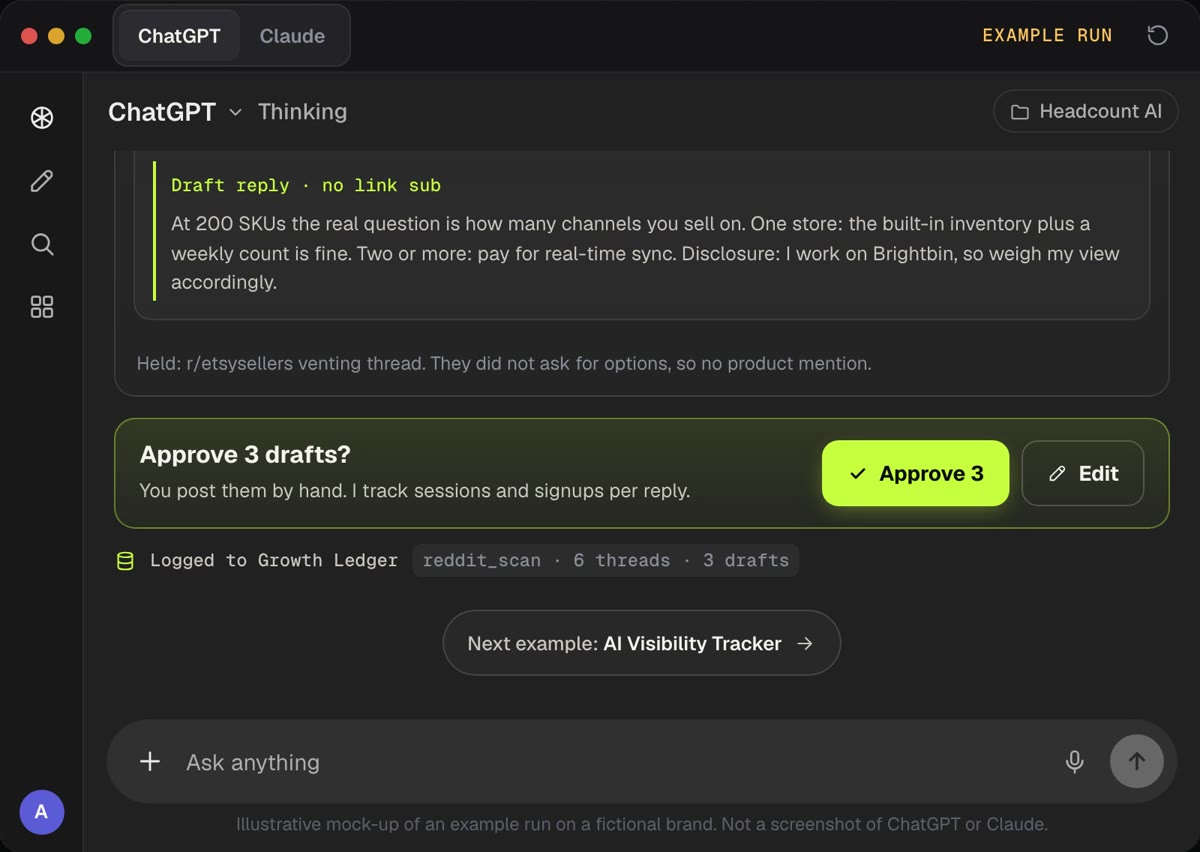 ChatGPT Claude EXAMPLE RUN
ChatGPT Thinking Headcount AI
Draft reply · no link sub
At 200 SKUs the real question is how many channels you sell on. One store: the built-in inventory plus a
weekly count is fine. Two or more: pay for real-time sync. Disclosure: I work on Brightbin, so weigh my view
accordingly.
Held: r/etsysellers venting thread. They did not ask for options, so no product mention.
Approve 3 drafts?
You post them by hand. I track sessions and signups per reply.
Approve 3 Edit
Logged to Growth Ledger reddit_scan · 6 threads · 3 drafts
Next example: AI Visibility Tracker →
Ask anything
A
Illustrative mock-up of an example run on a fictional brand. Not a screenshot of ChatGPT or Claude.